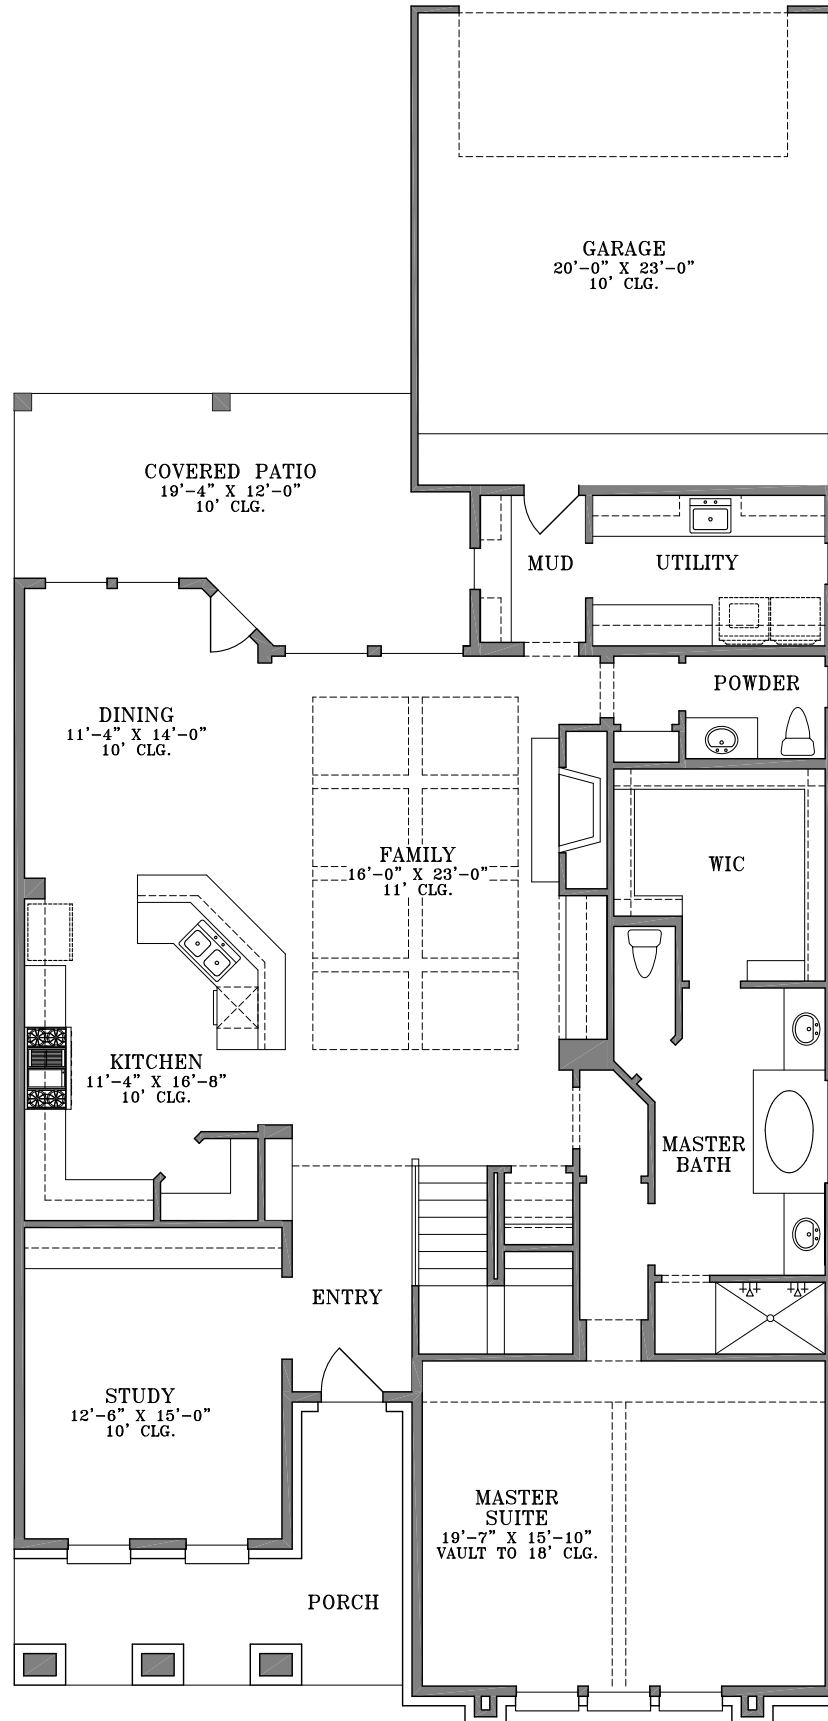 GARAGE
20'-0" X 23'-0"
10' CLG.
COVERED PATIO
19'-4" X 12'-0"
10' CLG.
MUD
UTILITY
POWDER
DINING
11'-4" X 14'-0"
10' CLG.
FAMILY
16'-0" X 23'-0"
11' CLG.
WIC
KITCHEN
11'-4" X 16'-8"
10' CLG.
MASTER
BATH
ENTRY
STUDY
12'-6" X 15'-0"
10' CLG.
MASTER
SUITE
19'-7" X 15'-10"
VAULT TO 18' CLG.
PORCH